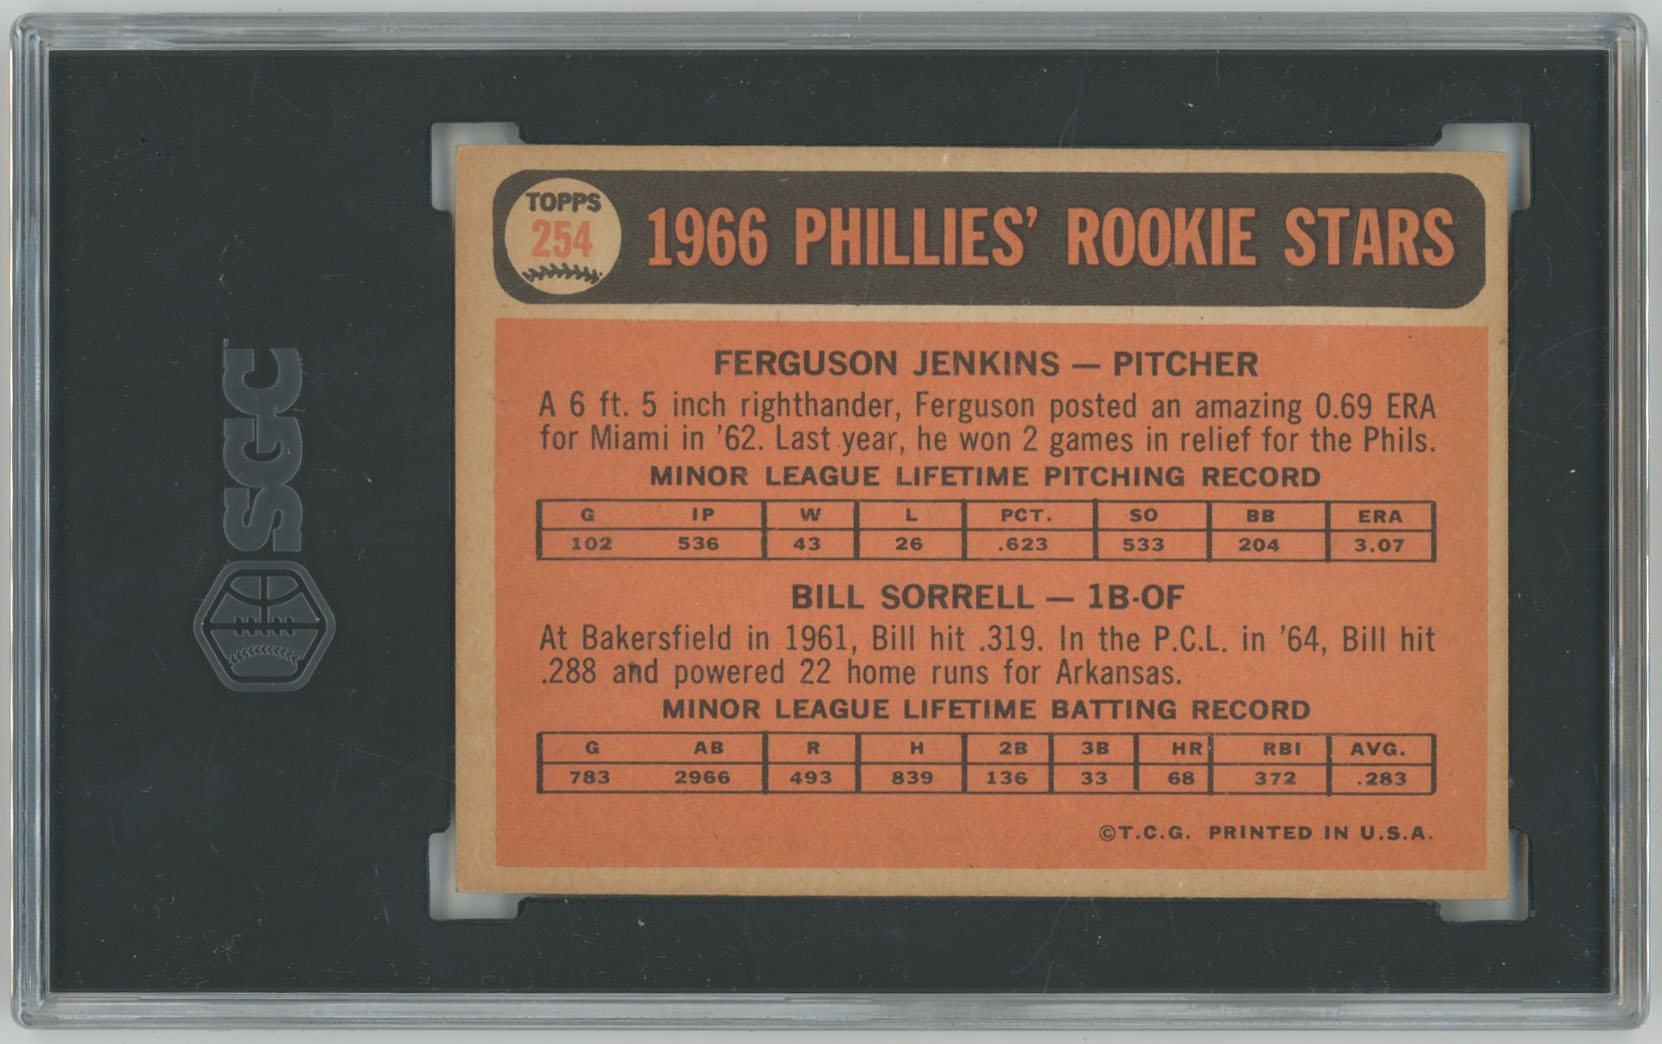 SGC
TOPPS
254
1966 PHILLIES' ROOKIE STARS
FERGUSON JENKINS — PITCHER
A 6 ft. 5 inch righthander, Ferguson posted an amazing 0.69 ERA
for Miami in '62. Last year, he won 2 games in relief for the Phils.
MINOR LEAGUE LIFETIME PITCHING RECORD
G IP W L PCT. SO BB ERA
102 536 43 26 .623 533 204 3.07
BILL SORRELL — 1B-OF
At Bakersfield in 1961, Bill hit .319. In the P.C.L. in '64, Bill hit
.288 and powered 22 home runs for Arkansas.
MINOR LEAGUE LIFETIME BATTING RECORD
G AB R H 2B 3B HR RBI AVG.
783 2966 493 839 136 33 68 372 .283
©T.C.G. PRINTED IN U.S.A.